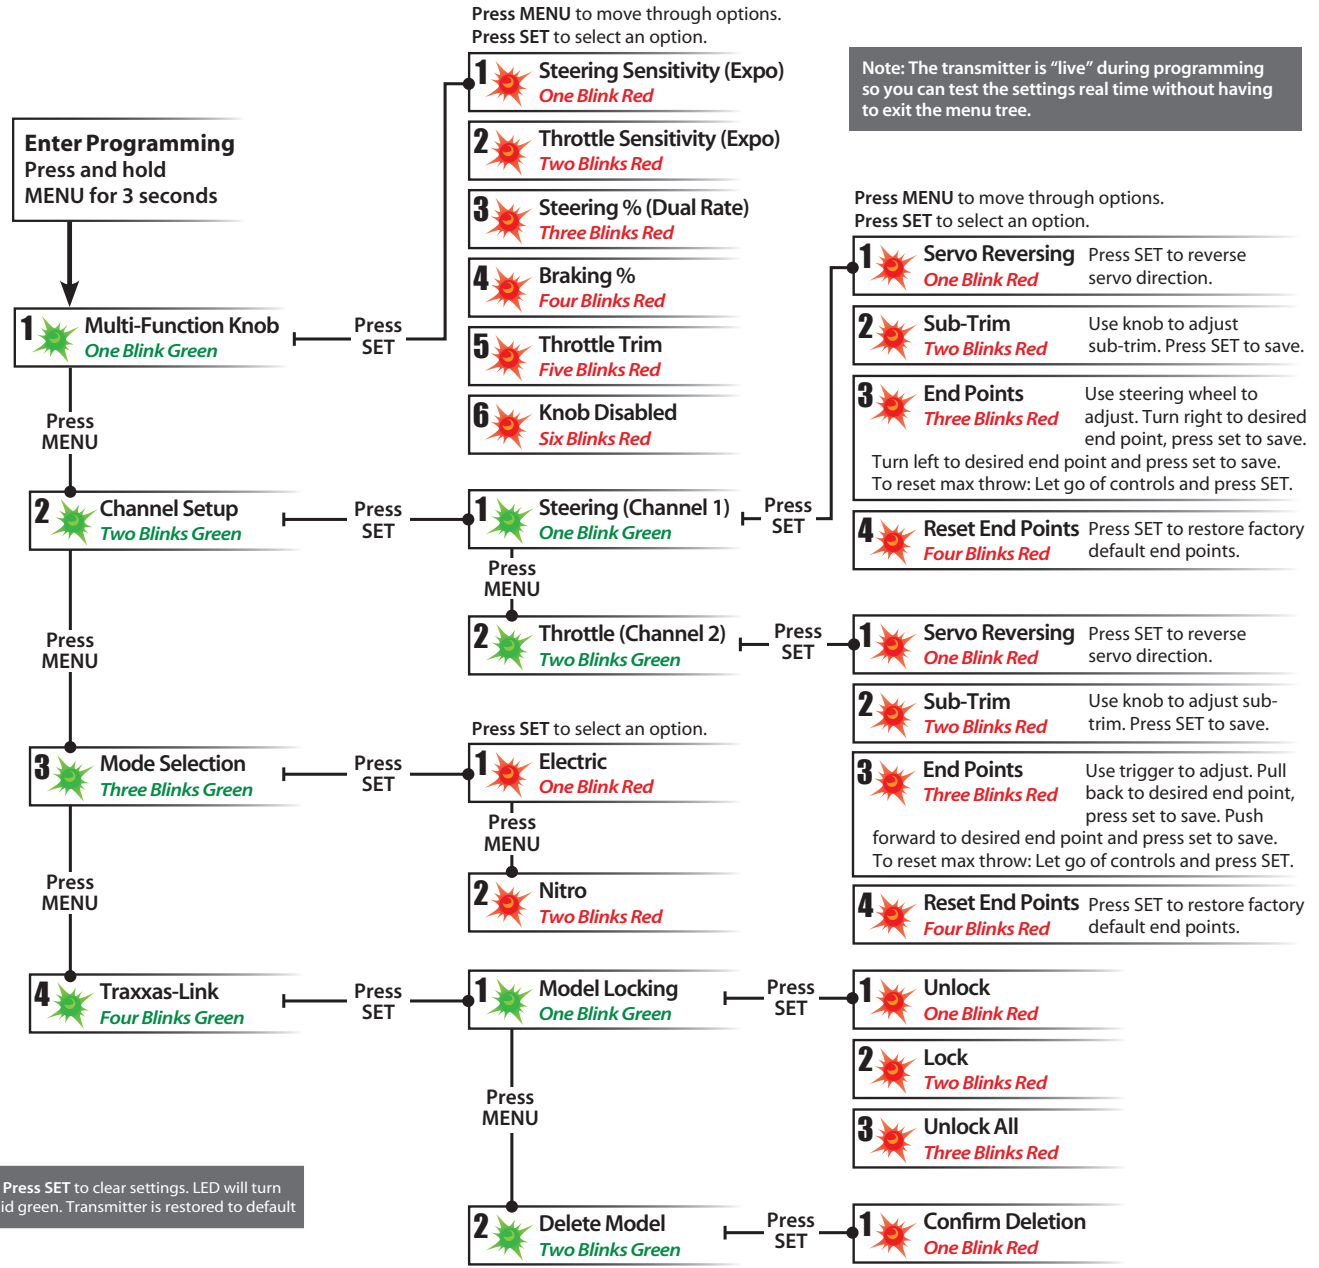 Press MENU to move through options.
Press SET to select an option.
Note: The transmitter is “live” during programming
so you can test the settings real time without having
to exit the menu tree.
Enter Programming
Press and hold
MENU for 3 seconds
1 Multi-Function Knob
One Blink Green
Press
SET
1 Steering Sensitivity (Expo)
One Blink Red
2 Throttle Sensitivity (Expo)
Two Blinks Red
3 Steering % (Dual Rate)
Three Blinks Red
4 Braking %
Four Blinks Red
5 Throttle Trim
Five Blinks Red
6 Knob Disabled
Six Blinks Red
Press
MENU
2 Channel Setup
Two Blinks Green
Press
SET
1 Steering (Channel 1)
One Blink Green
Press
SET
Press MENU to move through options.
Press SET to select an option.
1 Servo Reversing
One Blink Red
Press SET to reverse
servo direction.
2 Sub-Trim
Two Blinks Red
Use knob to adjust
sub-trim. Press SET to save.
3 End Points
Three Blinks Red
Use steering wheel to
adjust. Turn right to desired
end point, press set to save.
Turn left to desired end point and press set to save.
To reset max throw: Let go of controls and press SET.
4 Reset End Points
Four Blinks Red
Press SET to restore factory
default end points.
Press
MENU
2 Throttle (Channel 2)
Two Blinks Green
Press
SET
1 Servo Reversing
One Blink Red
Press SET to reverse
servo direction.
2 Sub-Trim
Two Blinks Red
Use knob to adjust sub-
trim. Press SET to save.
3 End Points
Three Blinks Red
Use trigger to adjust. Pull
back to desired end point,
press set to save. Push
forward to desired end point and press set to save.
To reset max throw: Let go of controls and press SET.
4 Reset End Points
Four Blinks Red
Press SET to restore factory
default end points.
Press
MENU
3 Mode Selection
Three Blinks Green
Press
SET
Press SET to select an option.
1 Electric
One Blink Red
Press
MENU
2 Nitro
Two Blinks Red
Press
MENU
4 Traxxas-Link
Four Blinks Green
Press
SET
1 Model Locking
One Blink Green
Press
SET
1 Unlock
One Blink Red
2 Lock
Two Blinks Red
3 Unlock All
Three Blinks Red
Press
MENU
2 Delete Model
Two Blinks Green
Press
SET
1 Confirm Deletion
One Blink Red
Press SET to clear settings. LED will turn
id green. Transmitter is restored to default